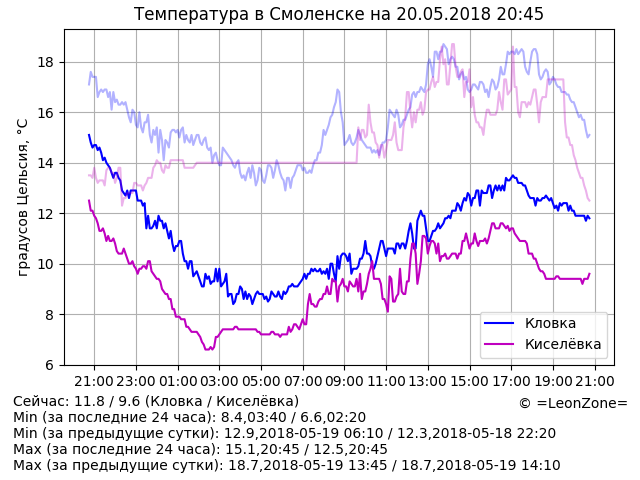 Температура в Смоленске на 20.05.2018 20:45
градусов Цельсия, °C
18
16
14
12
10
8
6
21:00 23:00 01:00 03:00 05:00 07:00 09:00 11:00 13:00 15:00 17:00 19:00 21:00
Кловка
Киселёвка
Сейчас: 11.8 / 9.6 (Кловка / Киселёвка)
© =LeonZone=
Min (за последние 24 часа): 8.4,03:40 / 6.6,02:20
Min (за предыдущие сутки): 12.9,2018-05-19 06:10 / 12.3,2018-05-18 22:20
Max (за последние 24 часа): 15.1,20:45 / 12.5,20:45
Max (за предыдущие сутки): 18.7,2018-05-19 13:45 / 18.7,2018-05-19 14:10